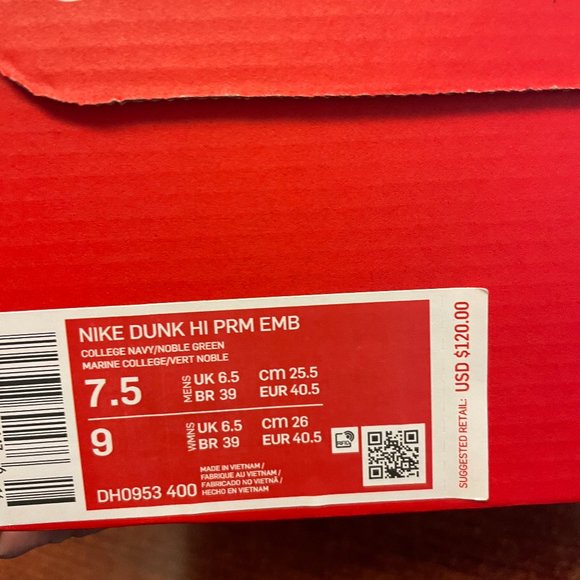 NIKE DUNK HI PRM EMB
COLLEGE NAVY/NOBLE GREEN
MARINE COLLEGE/VERT NOBLE
7.5 MENS UK 6.5 CM 25.5
BR 39 EUR 40.5
9 WMNS UK 6.5 CM 26
BR 39 EUR 40.5
RFID
MADE IN VIETNAM /
FABRIQUE AU VIETNAM /
FABRICADO NO VIETNÃ /
HECHO EN VIETNAM
DH0953 400
SUGGESTED RETAIL: USD $120.00